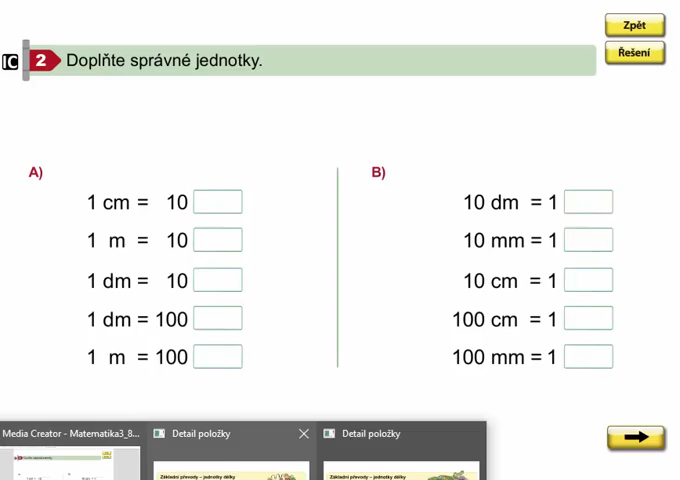 Zpět
Řešení
IC 2 Doplňte správné jednotky.
A)
1 cm = 10
1 m = 10
1 dm = 10
1 dm = 100
1 m = 100
B)
10 dm = 1
10 mm = 1
10 cm = 1
100 cm = 1
100 mm = 1
Media Creator - Matematika3_8...
Detail položky
Detail položky
Základní převody – jednotky délky
Základní převody – jednotky délky